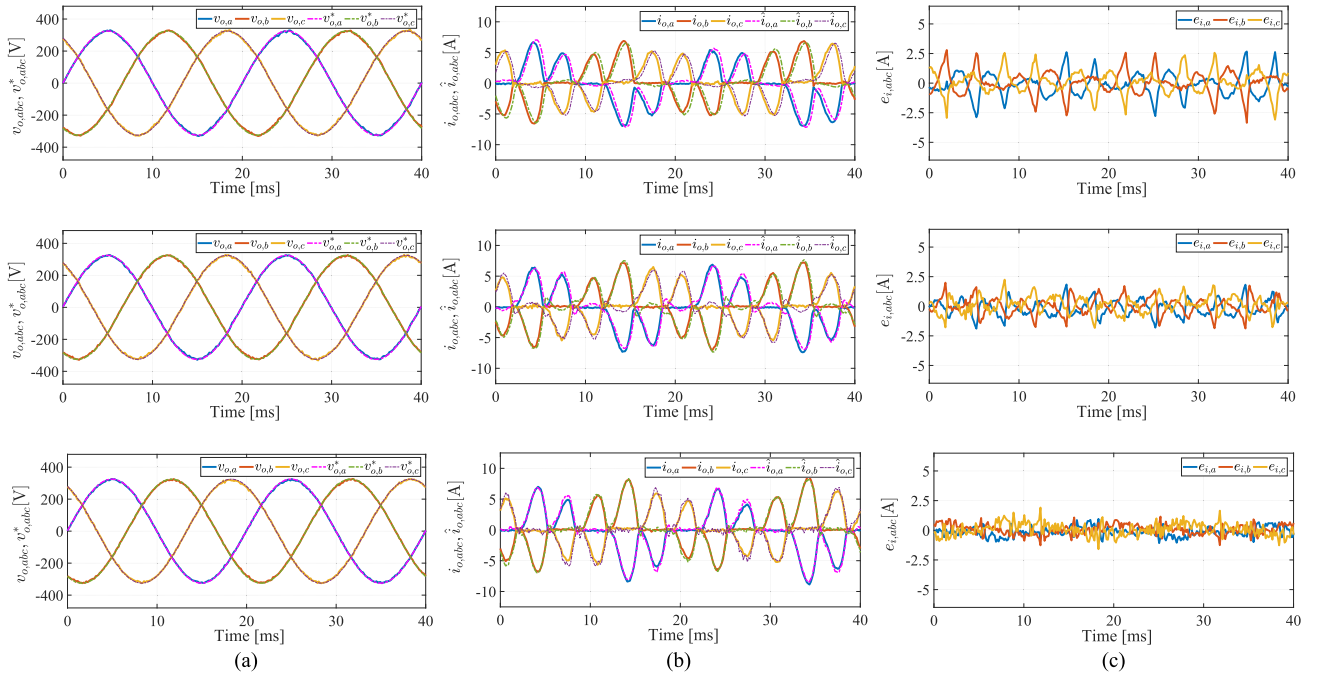 v_{o,abc}, v^*_{o,abc}[V]
400
200
0
-200
-400
v_{o,a} v_{o,b} v_{o,c} v^*_{o,a} v^*_{o,b} v^*_{o,c}
0 10 20 30 40
Time [ms]
i_{o,abc}, î_{o,abc}[A]
10
5
0
-5
-10
i_{o,a} i_{o,b} i_{o,c} î_{o,a} î_{o,b} î_{o,c}
0 10 20 30 40
Time [ms]
e_{i,abc}[A]
5
2.5
0
-2.5
-5
e_{i,a} e_{i,b} e_{i,c}
0 10 20 30 40
Time [ms]
v_{o,abc}, v^*_{o,abc}[V]
400
200
0
-200
-400
v_{o,a} v_{o,b} v_{o,c} v^*_{o,a} v^*_{o,b} v^*_{o,c}
0 10 20 30 40
Time [ms]
i_{o,abc}, î_{o,abc}[A]
10
5
0
-5
-10
i_{o,a} i_{o,b} i_{o,c} î_{o,a} î_{o,b} î_{o,c}
0 10 20 30 40
Time [ms]
e_{i,abc}[A]
5
2.5
0
-2.5
-5
e_{i,a} e_{i,b} e_{i,c}
0 10 20 30 40
Time [ms]
v_{o,abc}, v^*_{o,abc}[V]
400
200
0
-200
-400
v_{o,a} v_{o,b} v_{o,c} v^*_{o,a} v^*_{o,b} v^*_{o,c}
0 10 20 30 40
Time [ms]
i_{o,abc}, î_{o,abc}[A]
10
5
0
-5
-10
i_{o,a} i_{o,b} i_{o,c} î_{o,a} î_{o,b} î_{o,c}
0 10 20 30 40
Time [ms]
e_{i,abc}[A]
5
2.5
0
-2.5
-5
e_{i,a} e_{i,b} e_{i,c}
0 10 20 30 40
Time [ms]
(a) (b) (c)